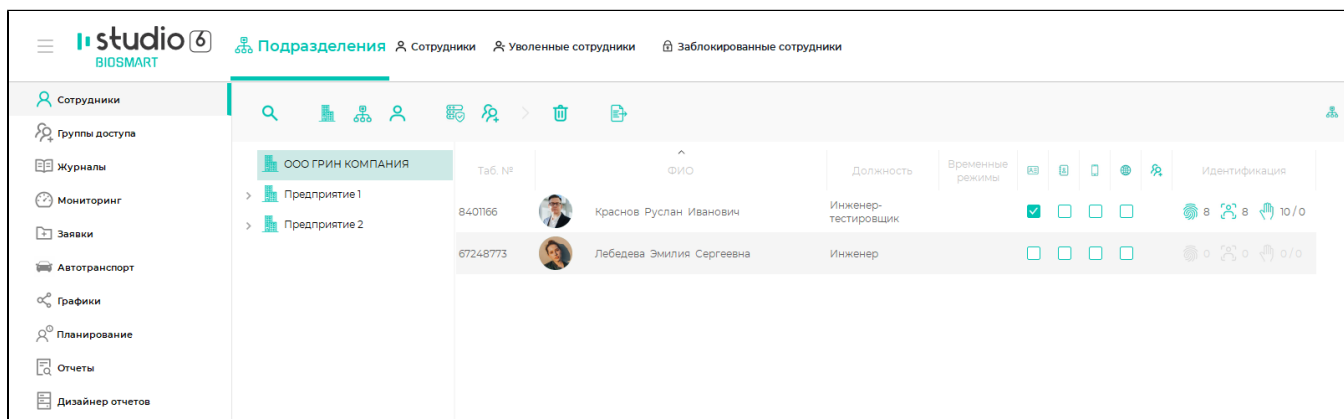 studio 6
BIOSMART
Подразделения Сотрудники Уволенные сотрудники Заблокированные сотрудники
Сотрудники
Группы доступа
Журналы
Мониторинг
Заявки
Автотранспорт
Графики
Планирование
Отчеты
Дизайнер отчетов
ООО ГРИН КОМПАНИЯ
Предприятие 1
Предприятие 2
Таб. № ФИО Должность Временные режимы Идентификация
8401166 Краснов Руслан Иванович Инженер-тестировщик 8 8 10/0
67248773 Лебедева Эмилия Сергеевна Инженер 0 0 0/0